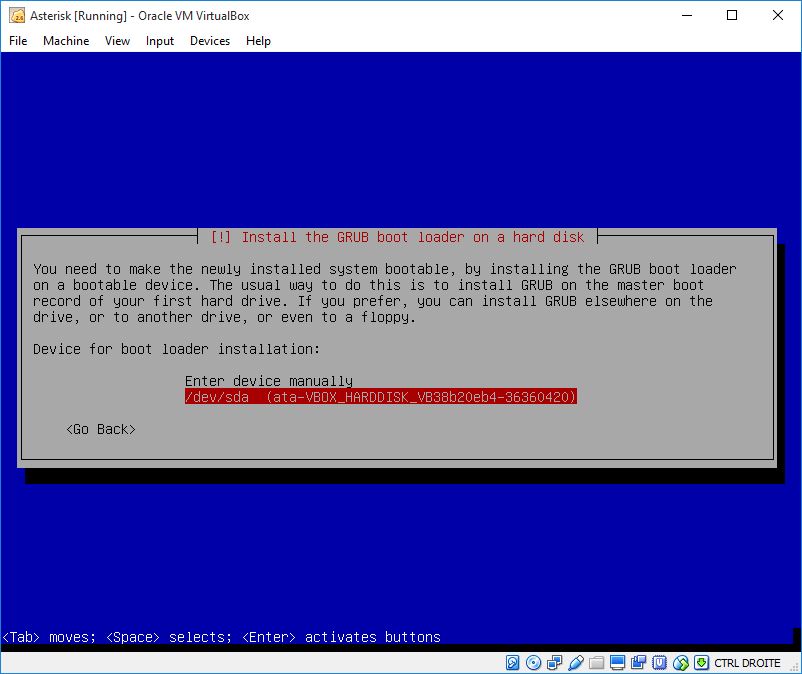 Asterisk [Running] - Oracle VM VirtualBox
File Machine View Input Devices Help
[!] Install the GRUB boot loader on a hard disk
You need to make the newly installed system bootable, by installing the GRUB boot loader
on a bootable device. The usual way to do this is to install GRUB on the master boot
record of your first hard drive. If you prefer, you can install GRUB elsewhere on the
drive, or to another drive, or even to a floppy.
Device for boot loader installation:
Enter device manually
/dev/sda (ata-VBOX_HARDDISK_VB38b20eb4-36360420)
<Go Back>
<Tab> moves; <Space> selects; <Enter> activates buttons
CTRL DROITE